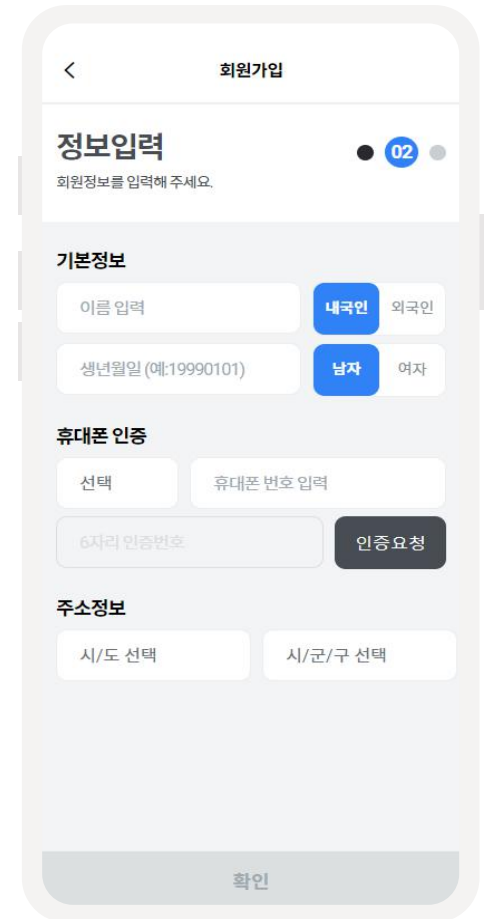 회원가입
정보입력
02
회원정보를 입력해 주세요.
기본정보
이름 입력 내국인 외국인
생년월일 (예:19990101) 남자 여자
휴대폰 인증
선택 휴대폰 번호 입력
6자리 인증번호 인증요청
주소정보
시/도 선택 시/군/구 선택
확인